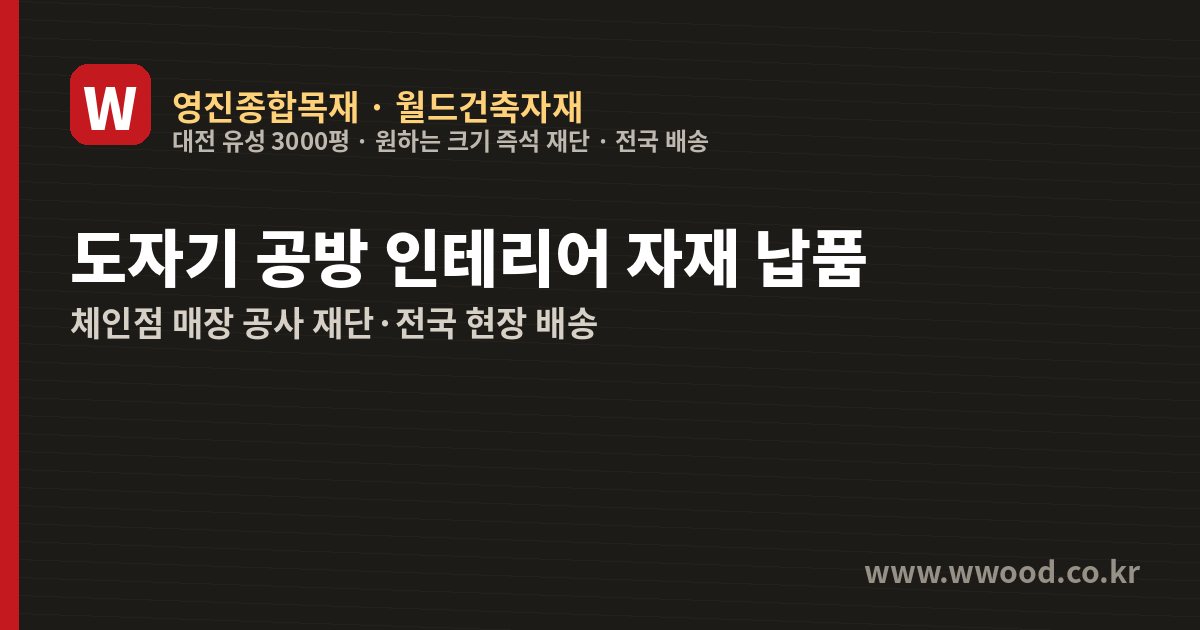 W
영진종합목재 · 월드건축자재
대전 유성 3000평 · 원하는 크기 즉석 재단 · 전국 배송
도자기 공방 인테리어 자재 납품
체인점 매장 공사 재단·전국 현장 배송
www.wwood.co.kr